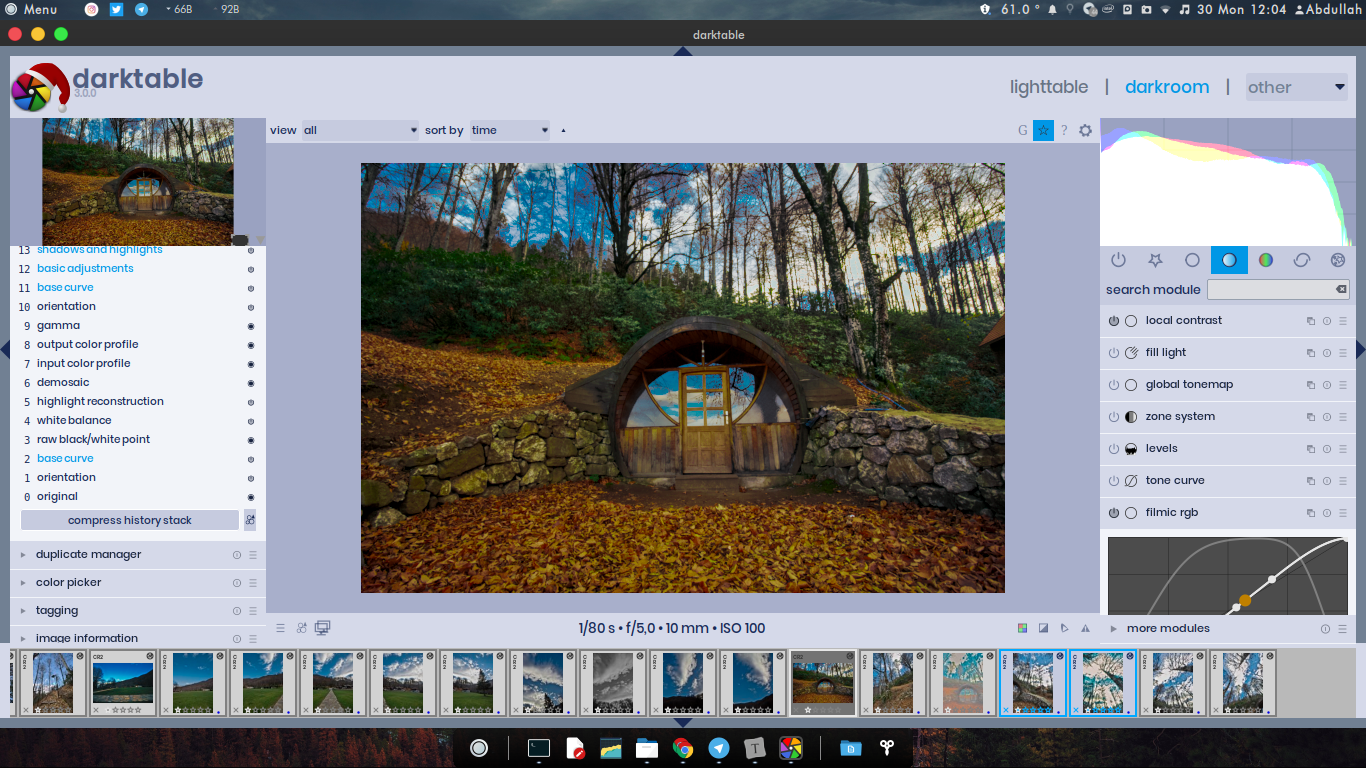 Menu 66B 92B 61.0 ° 30 Mon 12:04 Abdullah
darktable
darktable
3.0.0
lighttable | darkroom | other
view all sort by time G ?
13 shadows and highlights
12 basic adjustments
11 base curve
10 orientation
9 gamma
8 output color profile
7 input color profile
6 demosaic
5 highlight reconstruction
4 white balance
3 raw black/white point
2 base curve
1 orientation
0 original
compress history stack
duplicate manager
color picker
tagging
image information
1/80 s • f/5,0 • 10 mm • ISO 100
search module
local contrast
fill light
global tonemap
zone system
levels
tone curve
filmic rgb
more modules
CR2
CR2
T